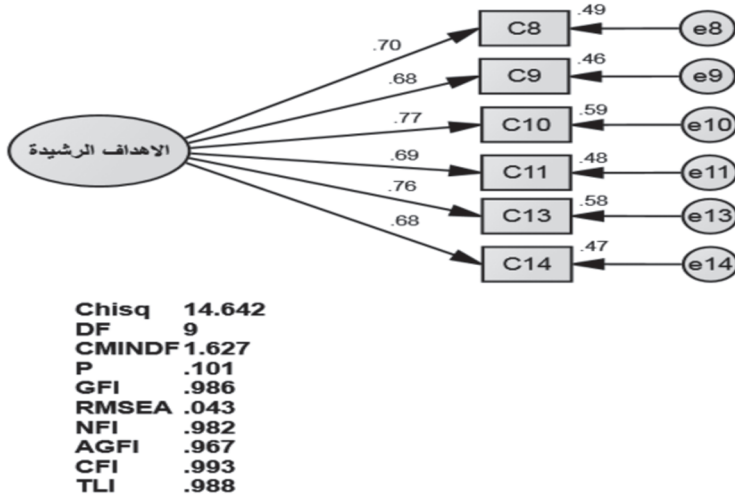 .49
C8
e8
.70
.46
C9
e9
.68
.59
C10
e10
.77
الاهداف الرشيدة
.48
C11
e11
.69
.58
C13
e13
.76
.47
C14
e14
.68
Chisq 14.642
DF 9
CMINDF 1.627
P .101
GFI .986
RMSEA .043
NFI .982
AGFI .967
CFI .993
TLI .988